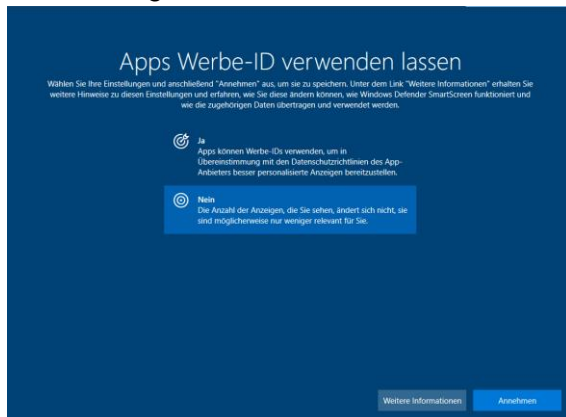 Apps Werbe-ID verwenden lassen
Wählen Sie Ihre Einstellungen und anschließend "Annehmen" aus, um sie zu speichern. Unter dem Link "Weitere Informationen" erhalten Sie
weitere Hinweise zu diesen Einstellungen und erfahren, wie Sie diese ändern können, wie Windows Defender SmartScreen funktioniert und
wie die zugehörigen Daten übertragen und verwendet werden.
Ja
Apps können Werbe-IDs verwenden, um in
Übereinstimmung mit den Datenschutzrichtlinien des App-
Anbieters besser personalisierte Anzeigen bereitzustellen.
Nein
Die Anzahl der Anzeigen, die Sie sehen, ändert sich nicht, sie
sind möglicherweise nur weniger relevant für Sie.
Weitere Informationen
Annehmen